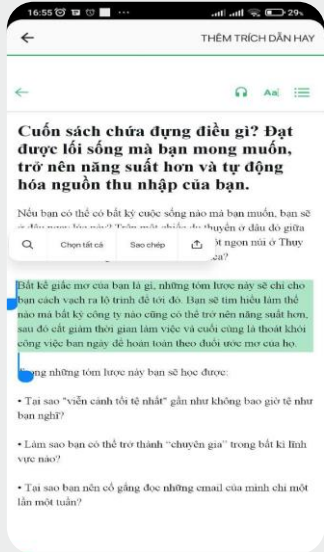 16:55
29%
THÊM TRÍCH DẪN HAY
Aa
Cuốn sách chứa đựng điều gì? Đạt
được lối sống mà bạn mong muốn,
trở nên năng suất hơn và tự động
hóa nguồn thu nhập của bạn.
Nếu bạn có thể có bất kỳ cuộc sống nào mà bạn muốn, bạn sẽ
thuyền ở đâu đó giữa
Chọn tất cả
Sao chép
ột ngọn núi ở Thụy
Bất kể giấc mơ của bạn là gì, những tóm lược này sẽ chỉ cho
bạn cách vạch ra lộ trình để tới đó. Bạn sẽ tìm hiểu làm thế
nào mà bất kỳ công ty nào cũng có thể trở nên năng suất hơn,
sau đó cắt giảm thời gian làm việc và cuối cùng là thoát khỏi
công việc ban ngày để hoàn toàn theo đuổi ước mơ của họ.
rong những tóm lược này bạn sẽ học được:
• Tại sao "viễn cảnh tồi tệ nhất" gần như không bao giờ tệ như
bạn nghĩ?
• Làm sao bạn có thể trở thành “chuyên gia” trong bất kì lĩnh
vực nào?
• Tại sao bạn nên cố gắng đọc những email của mình chỉ một
lần một tuần?